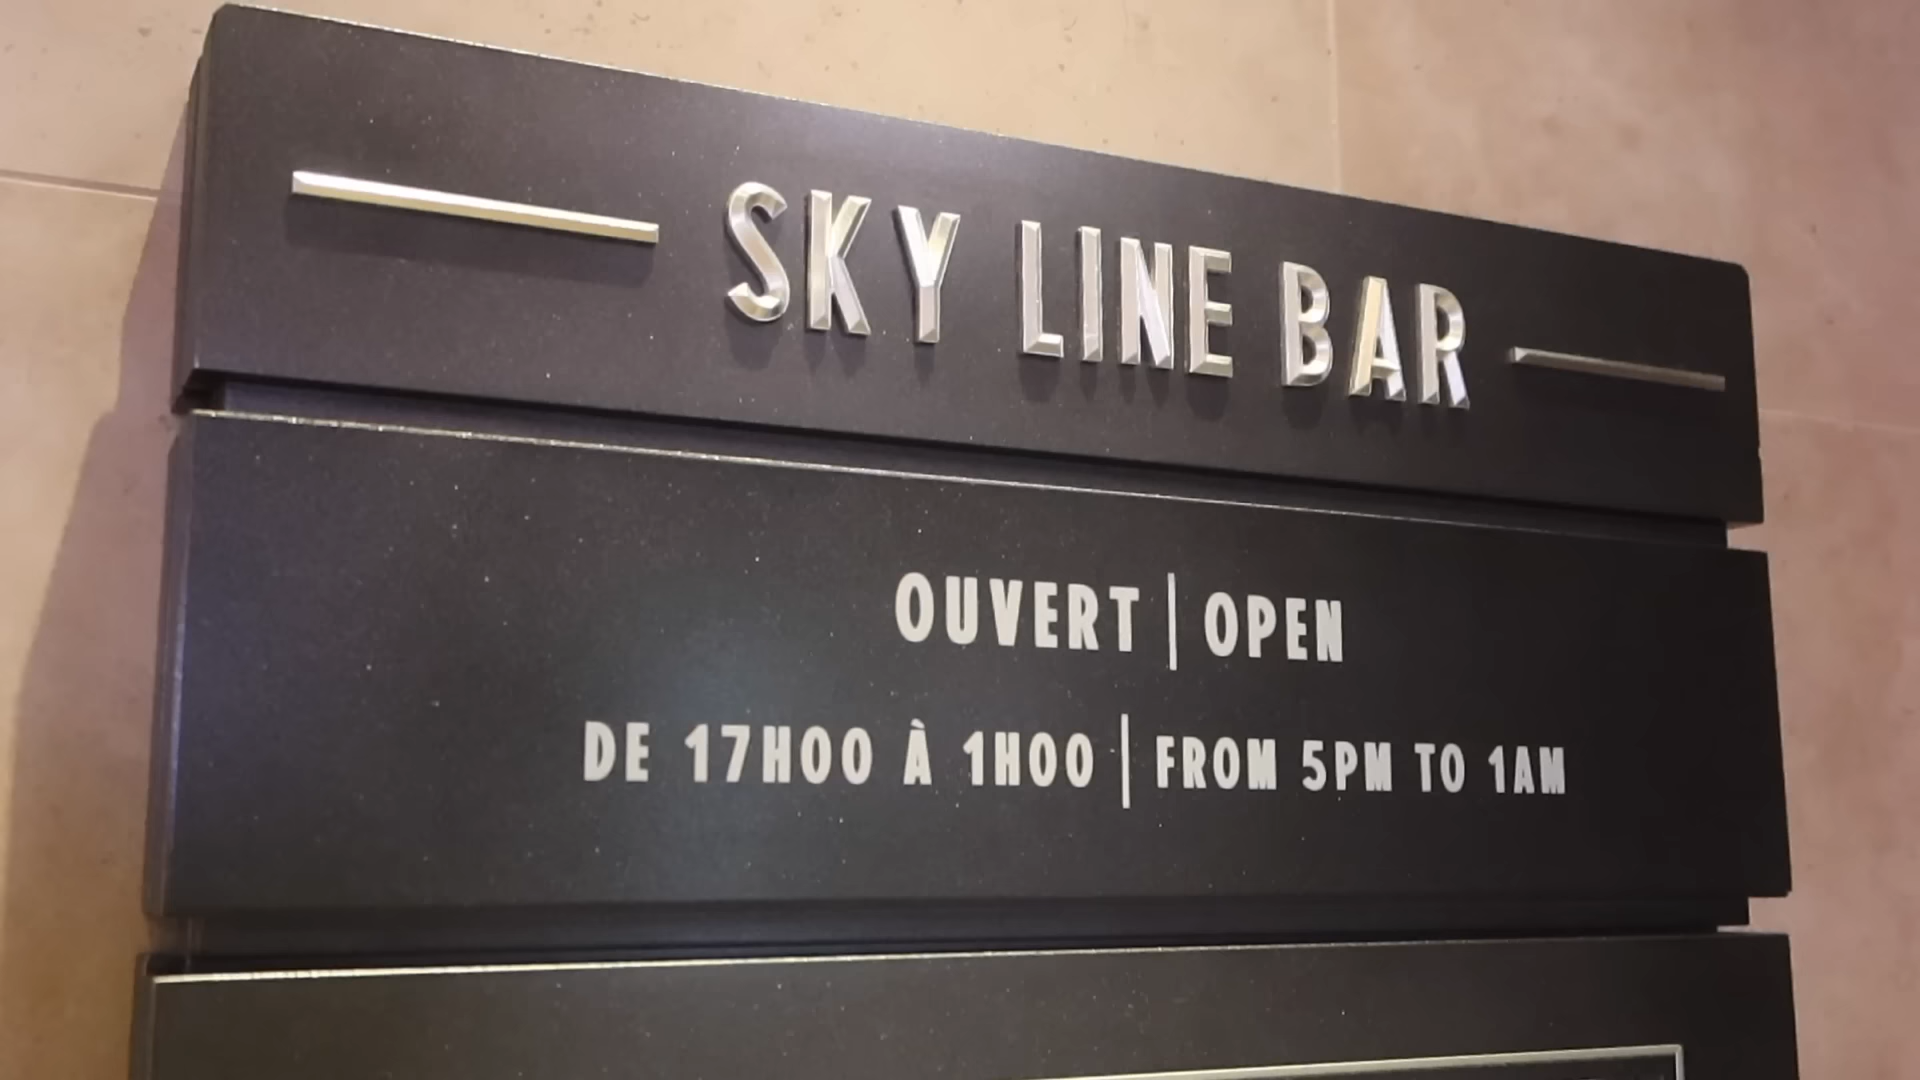 SKY LINE BAR
OUVERT | OPEN
DE 17H00 À 1H00 | FROM 5PM TO 1AM